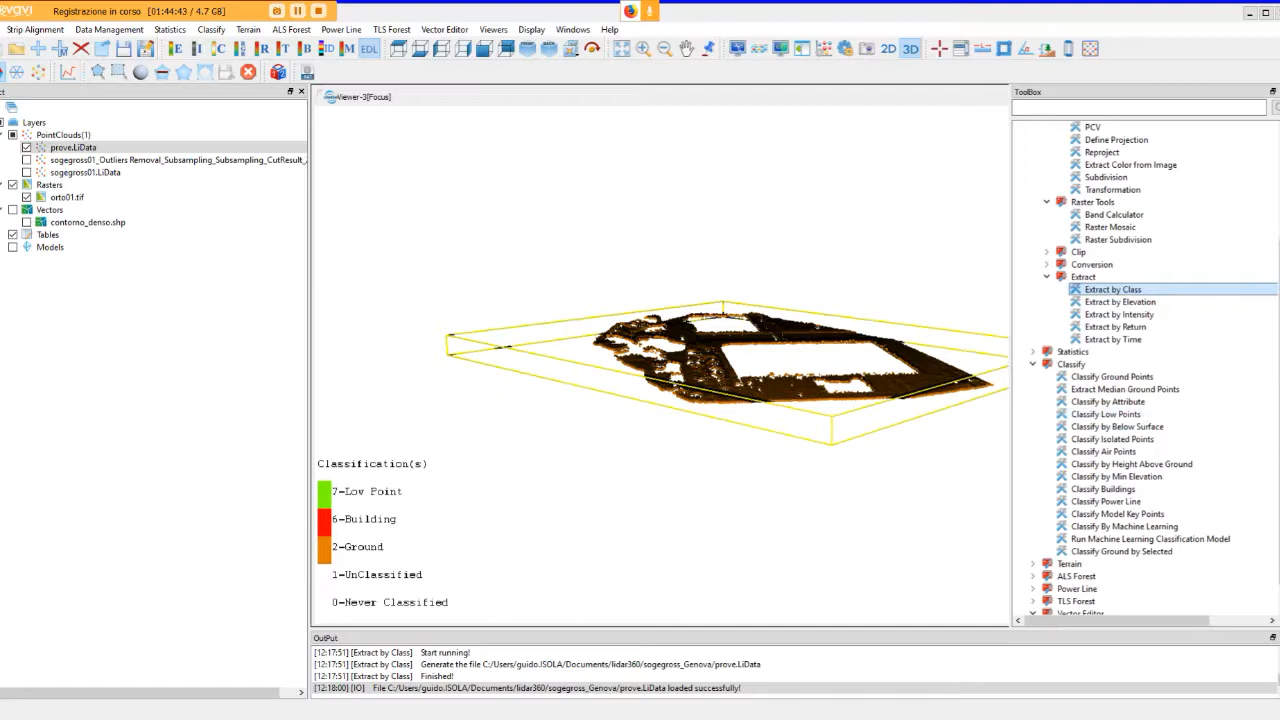 Registrazione in corso [01:44:43 / 4.7 GB]
Strip Alignment Data Management Statistics Classify Terrain ALS Forest Power Line TLS Forest Vector Editor Viewers Display Windows Help
E I C R T B ID M EDL 2D 3D
Viewer-3[Focus]
ToolBox
Layers
PointClouds(1)
prove.LiData
sogegross01_Outliers Removal_Subsampling_Subsampling_CutResult_
sogegross01.LiData
Rasters
orto01.tif
Vectors
contorno_denso.shp
Tables
Models
Classification(s)
7-Low Point
6-Building
2-Ground
1-UnClassified
0-Never Classified
PCV
Define Projection
Reproject
Extract Color from Image
Subdivision
Transformation
Raster Tools
Band Calculator
Raster Mosaic
Raster Subdivision
Clip
Conversion
Extract
Extract by Class
Extract by Elevation
Extract by Intensity
Extract by Return
Extract by Time
Statistics
Classify
Classify Ground Points
Extract Median Ground Points
Classify by Attribute
Classify Low Points
Classify by Below Surface
Classify Isolated Points
Classify Air Points
Classify by Height Above Ground
Classify by Min Elevation
Classify Buildings
Classify Power Line
Classify Model Key Points
Classify By Machine Learning
Run Machine Learning Classification Model
Classify Ground by Selected
Terrain
ALS Forest
Power Line
TLS Forest
Vector Editor
OutPut
[12:17:51] [Extract by Class] Start running!
[12:17:51] [Extract by Class] Generate the file C:/Users/guido.ISOLA/Documents/lidar360/sogegross_Genova/prove.LiData
[12:17:51] [Extract by Class] Finished!
[12:18:00] [IO] File C:/Users/guido.ISOLA/Documents/lidar360/sogegross_Genova/prove.LiData loaded successfully!